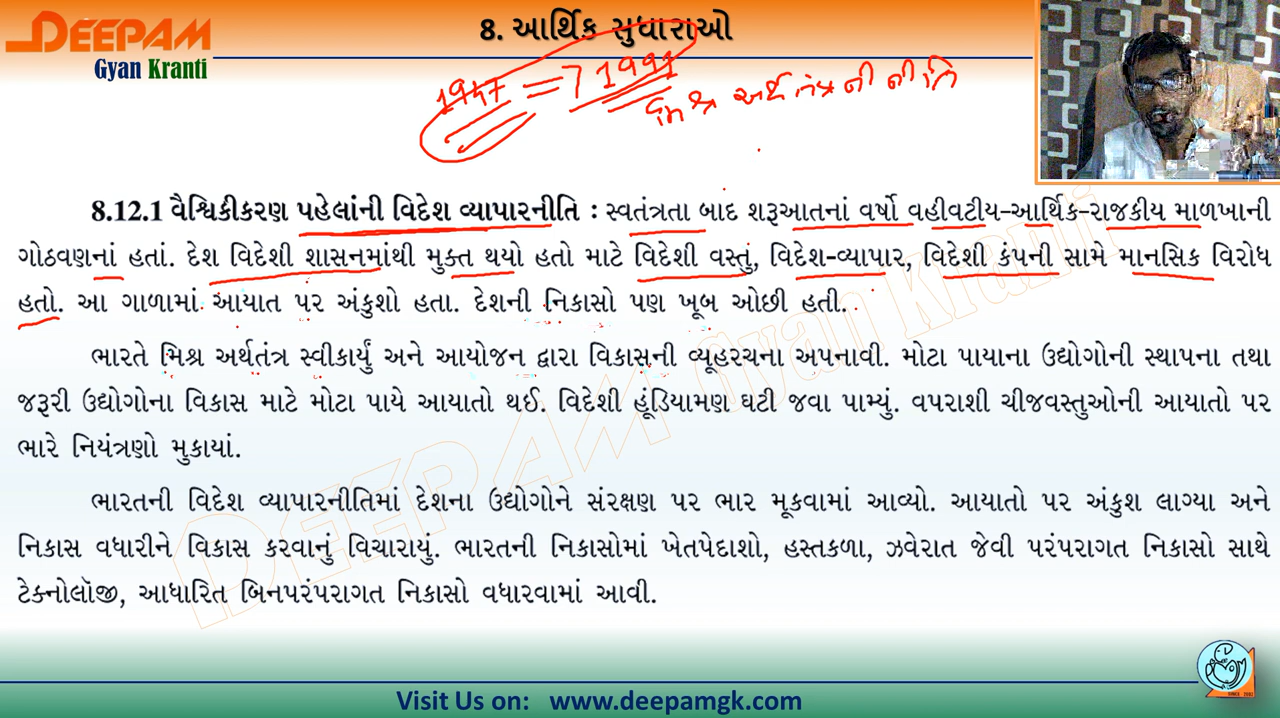 DEEPAM
Gyan Kranti
8. આર્થિક સુધારાઓ
1947 = 7 1991
મિશ્ર અર્થતંત્રની નીતિ
8.12.1 વૈશ્વિકીકરણ પહેલાંની વિદેશ વ્યાપારનીતિ : સ્વતંત્રતા બાદ શરૂઆતનાં વર્ષો વહીવટીય-આર્થિક-રાજકીય માળખાની
ગોઠવણનાં હતાં. દેશ વિદેશી શાસનમાંથી મુક્ત થયો હતો માટે વિદેશી વસ્તુ, વિદેશ-વ્યાપાર, વિદેશી કંપની સામે માનસિક વિરોધ
હતો. આ ગાળામાં આયાત પર અંકુશો હતા. દેશની નિકાસો પણ ખૂબ ઓછી હતી.
ભારતે મિશ્ર અર્થતંત્ર સ્વીકાર્યું અને આયોજન દ્વારા વિકાસની વ્યૂહરચના અપનાવી. મોટા પાયાના ઉદ્યોગોની સ્થાપના તથા
જરૂરી ઉદ્યોગોના વિકાસ માટે મોટા પાયે આયાતો થઈ. વિદેશી હૂંડિયામણ ઘટી જવા પામ્યું. વપરાશી ચીજવસ્તુઓની આયાતો પર
ભારે નિયંત્રણો મુકાયાં.
ભારતની વિદેશ વ્યાપારનીતિમાં દેશના ઉદ્યોગોને સંરક્ષણ પર ભાર મૂકવામાં આવ્યો. આયાતો પર અંકુશ લાગ્યા અને
નિકાસ વધારીને વિકાસ કરવાનું વિચારાયું. ભારતની નિકાસોમાં ખેતપેદાશો, હસ્તકળા, ઝવેરાત જેવી પરંપરાગત નિકાસો સાથે
ટેક્નોલૉજી, આધારિત બિનપરંપરાગત નિકાસો વધારવામાં આવી.
DEEPAM Gyan Kranti
Visit Us on: www.deepamgk.com